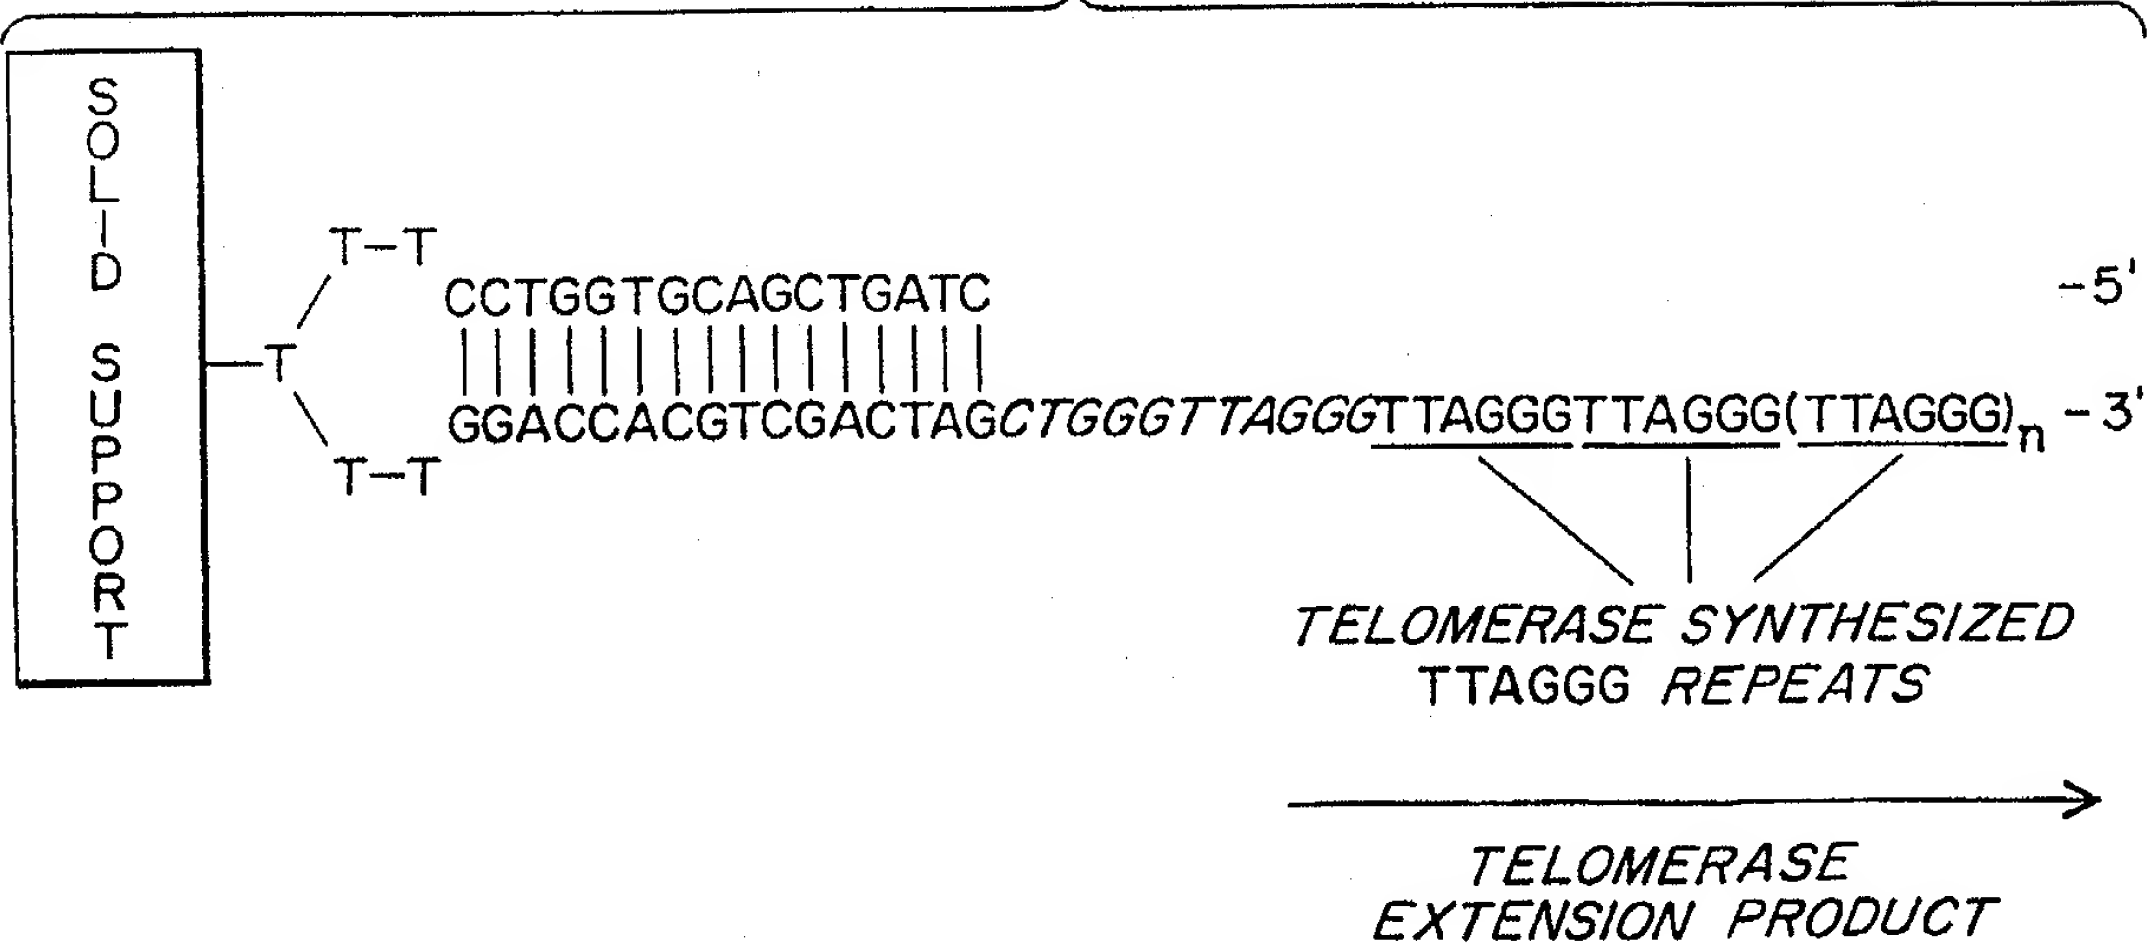 SOLID SUPPORT
T-T
CCTGGTGCAGCTGATC
-5'
-T
GGACCACGTCGACTAGCTGGGTTAGGGTTAGGGTTAGGG(TTAGGG)n -3'
T-T
TELOMERASE SYNTHESIZED
TTAGGG REPEATS
TELOMERASE
EXTENSION PRODUCT